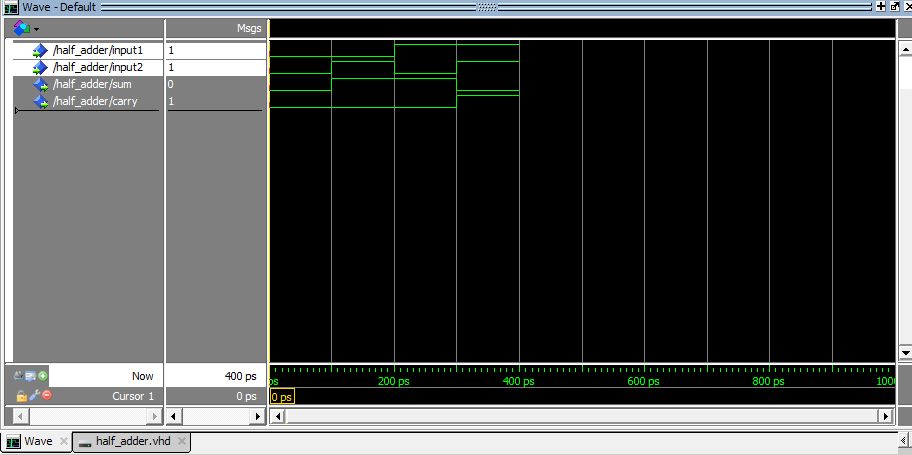 Wave - Default
Msgs
/half_adder/input1 1
/half_adder/input2 1
/half_adder/sum 0
/half_adder/carry 1
Now 400 ps ps 200 ps 400 ps 600 ps 800 ps 1000
Cursor 1 0 ps 0 ps
Wave half_adder.vhd